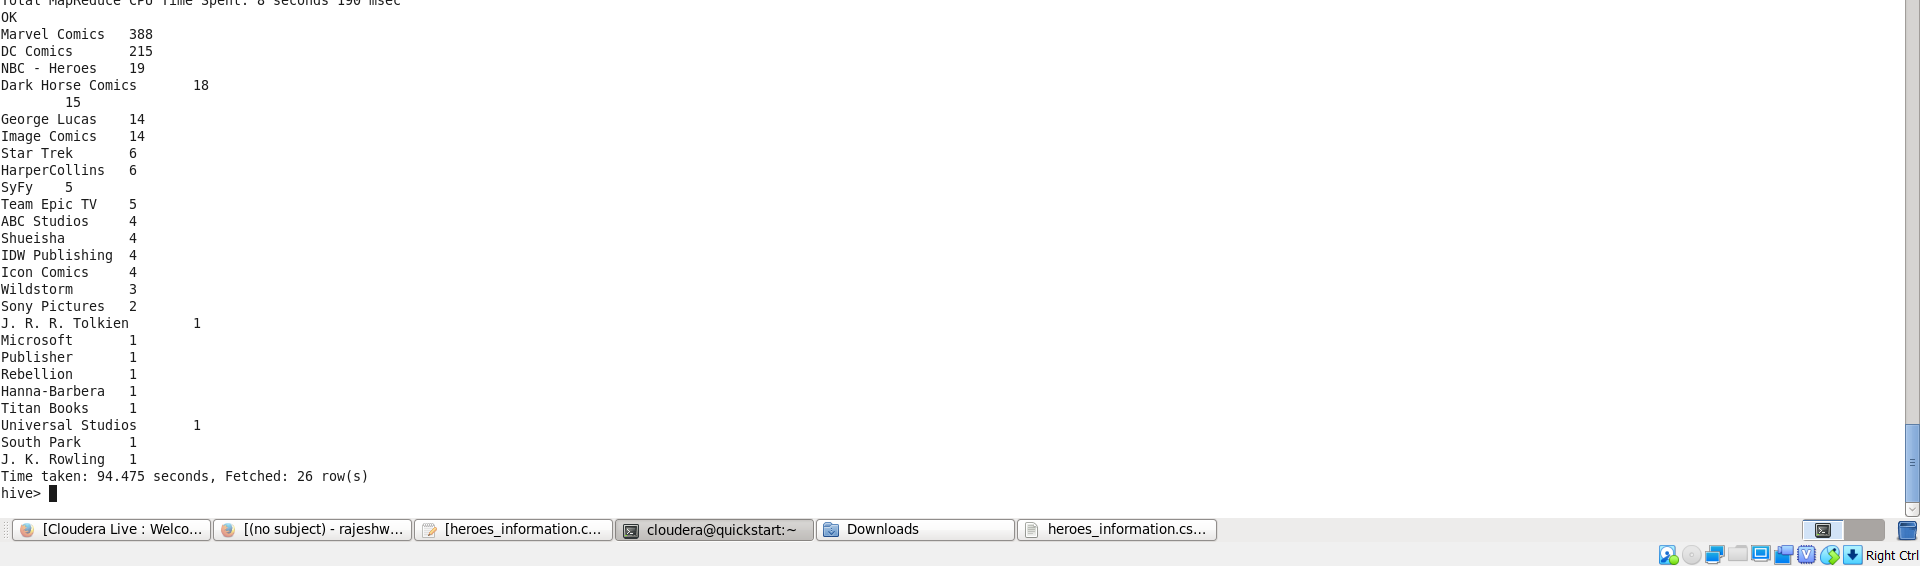 Total MapReduce CPU Time Spent: 8 seconds 190 msec
OK
Marvel Comics	388
DC Comics	215
NBC - Heroes	19
Dark Horse Comics	18
	15
George Lucas	14
Image Comics	14
Star Trek	6
HarperCollins	6
SyFy	5
Team Epic TV	5
ABC Studios	4
Shueisha	4
IDW Publishing	4
Icon Comics	4
Wildstorm	3
Sony Pictures	2
J. R. R. Tolkien	1
Microsoft	1
Publisher	1
Rebellion	1
Hanna-Barbera	1
Titan Books	1
Universal Studios	1
South Park	1
J. K. Rowling	1
Time taken: 94.475 seconds, Fetched: 26 row(s)
hive>
[Cloudera Live : Welco... [(no subject) - rajeshw... [heroes_information.c... cloudera@quickstart:~ Downloads heroes_information.cs...
Right Ctrl